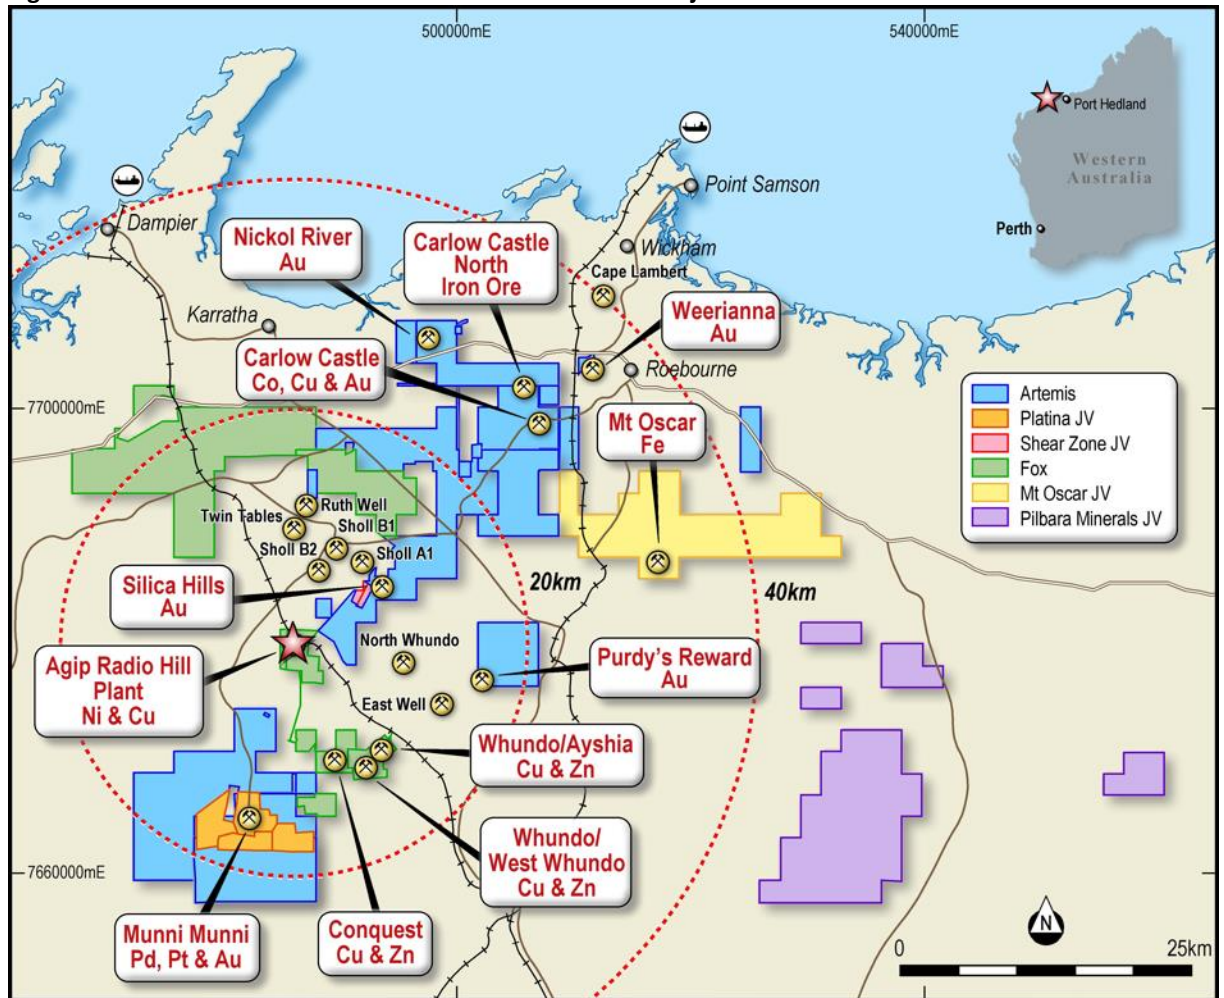 500000mE
540000mE
Port Hedland
Western
Australia
Perth
Point Samson
Dampier
Nickol River
Au
Carlow Castle
North
Iron Ore
Wickham
Cape Lambert
Weerianna
Au
Karratha
Carlow Castle
Co, Cu & Au
Roebourne
7700000mE
Mt Oscar
Fe
Artemis
Platina JV
Shear Zone JV
Fox
Mt Oscar JV
Pilbara Minerals JV
Ruth Well
Twin Tables
Sholl B1
Sholl B2
Sholl A1
Silica Hills
Au
20km
40km
North Whundo
Agip Radio Hill
Plant
Ni & Cu
Purdy's Reward
Au
East Well
Whundo/Ayshia
Cu & Zn
Whundo/
West Whundo
Cu & Zn
7660000mE
Munni Munni
Pd, Pt & Au
Conquest
Cu & Zn
N
0
25km